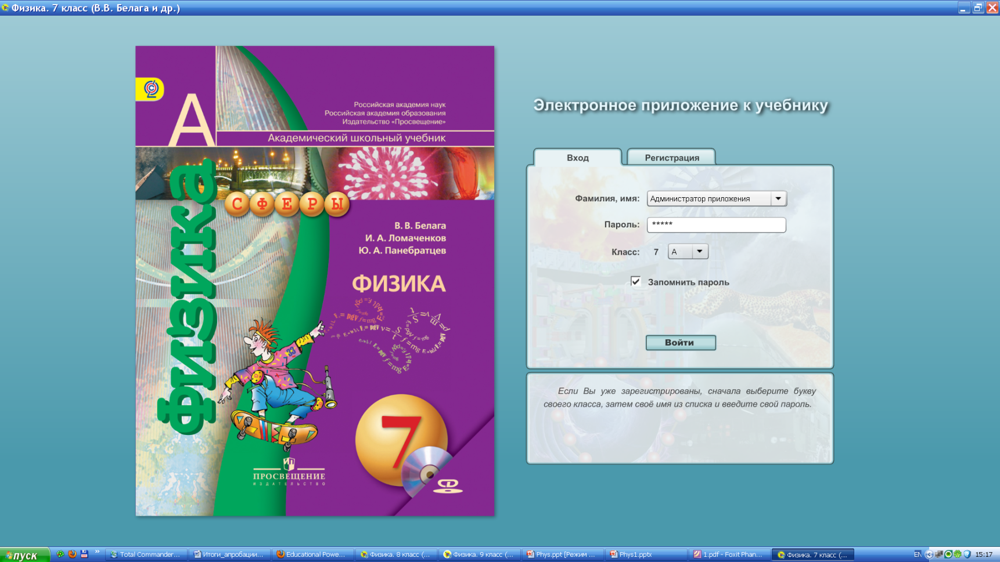 Физика. 7 класс (В.В. Белага и др.)
А
Российская академия наук
Российская академия образования
Издательство «Просвещение»
Академический школьный учебник
физика
СФЕРЫ
В. В. Белага
И. А. Ломаченков
Ю. А. Панебратцев
ФИЗИКА
7
ПРОСВЕЩЕНИЕ
ИЗДАТЕЛЬСТВО
CD
Электронное приложение к учебнику
Вход
Регистрация
Фамилия, имя: Администратор приложения
Пароль: *****
Класс: 7 А
Запомнить пароль
Войти
Если Вы уже зарегистрированы, сначала выберите букву
своего класса, затем своё имя из списка и введите свой пароль.
пуск
Total Commander...
Итоги_апробации...
Educational Powe...
Физика. 8 класс (...
Физика. 9 класс (...
Phys.ppt [Режим ...
Phys1.pptx
1.pdf - Foxit Phan...
Физика. 7 класс (...
EN
15:17